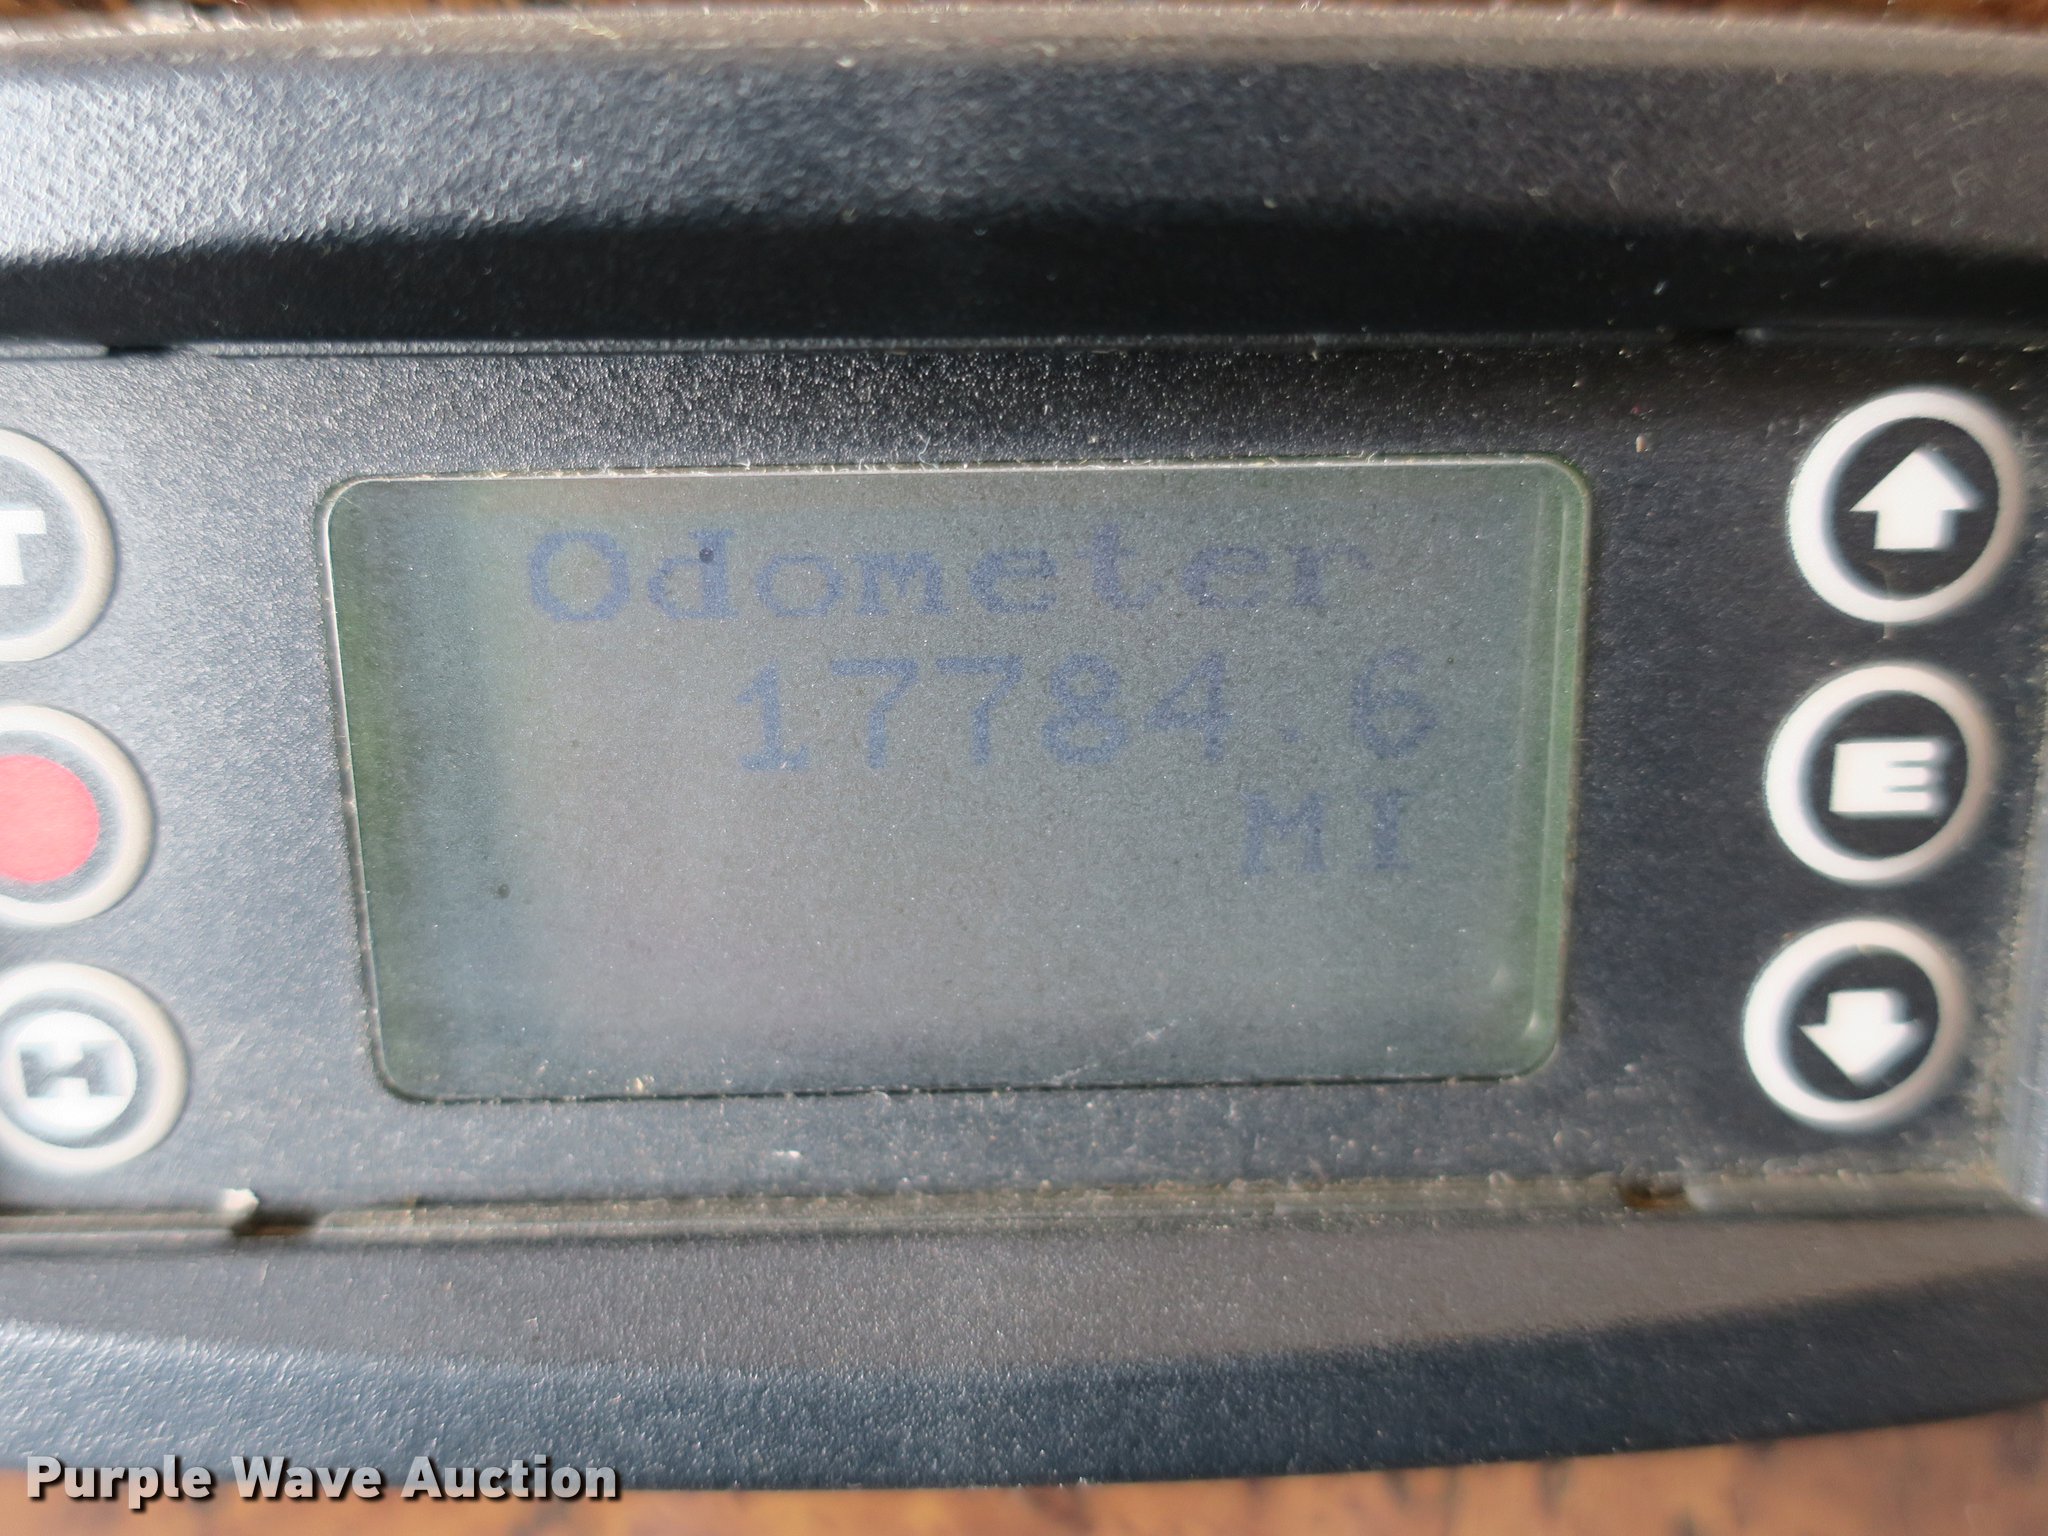 Odometer
17784.6
MI
T
H
E
Purple Wave Auction